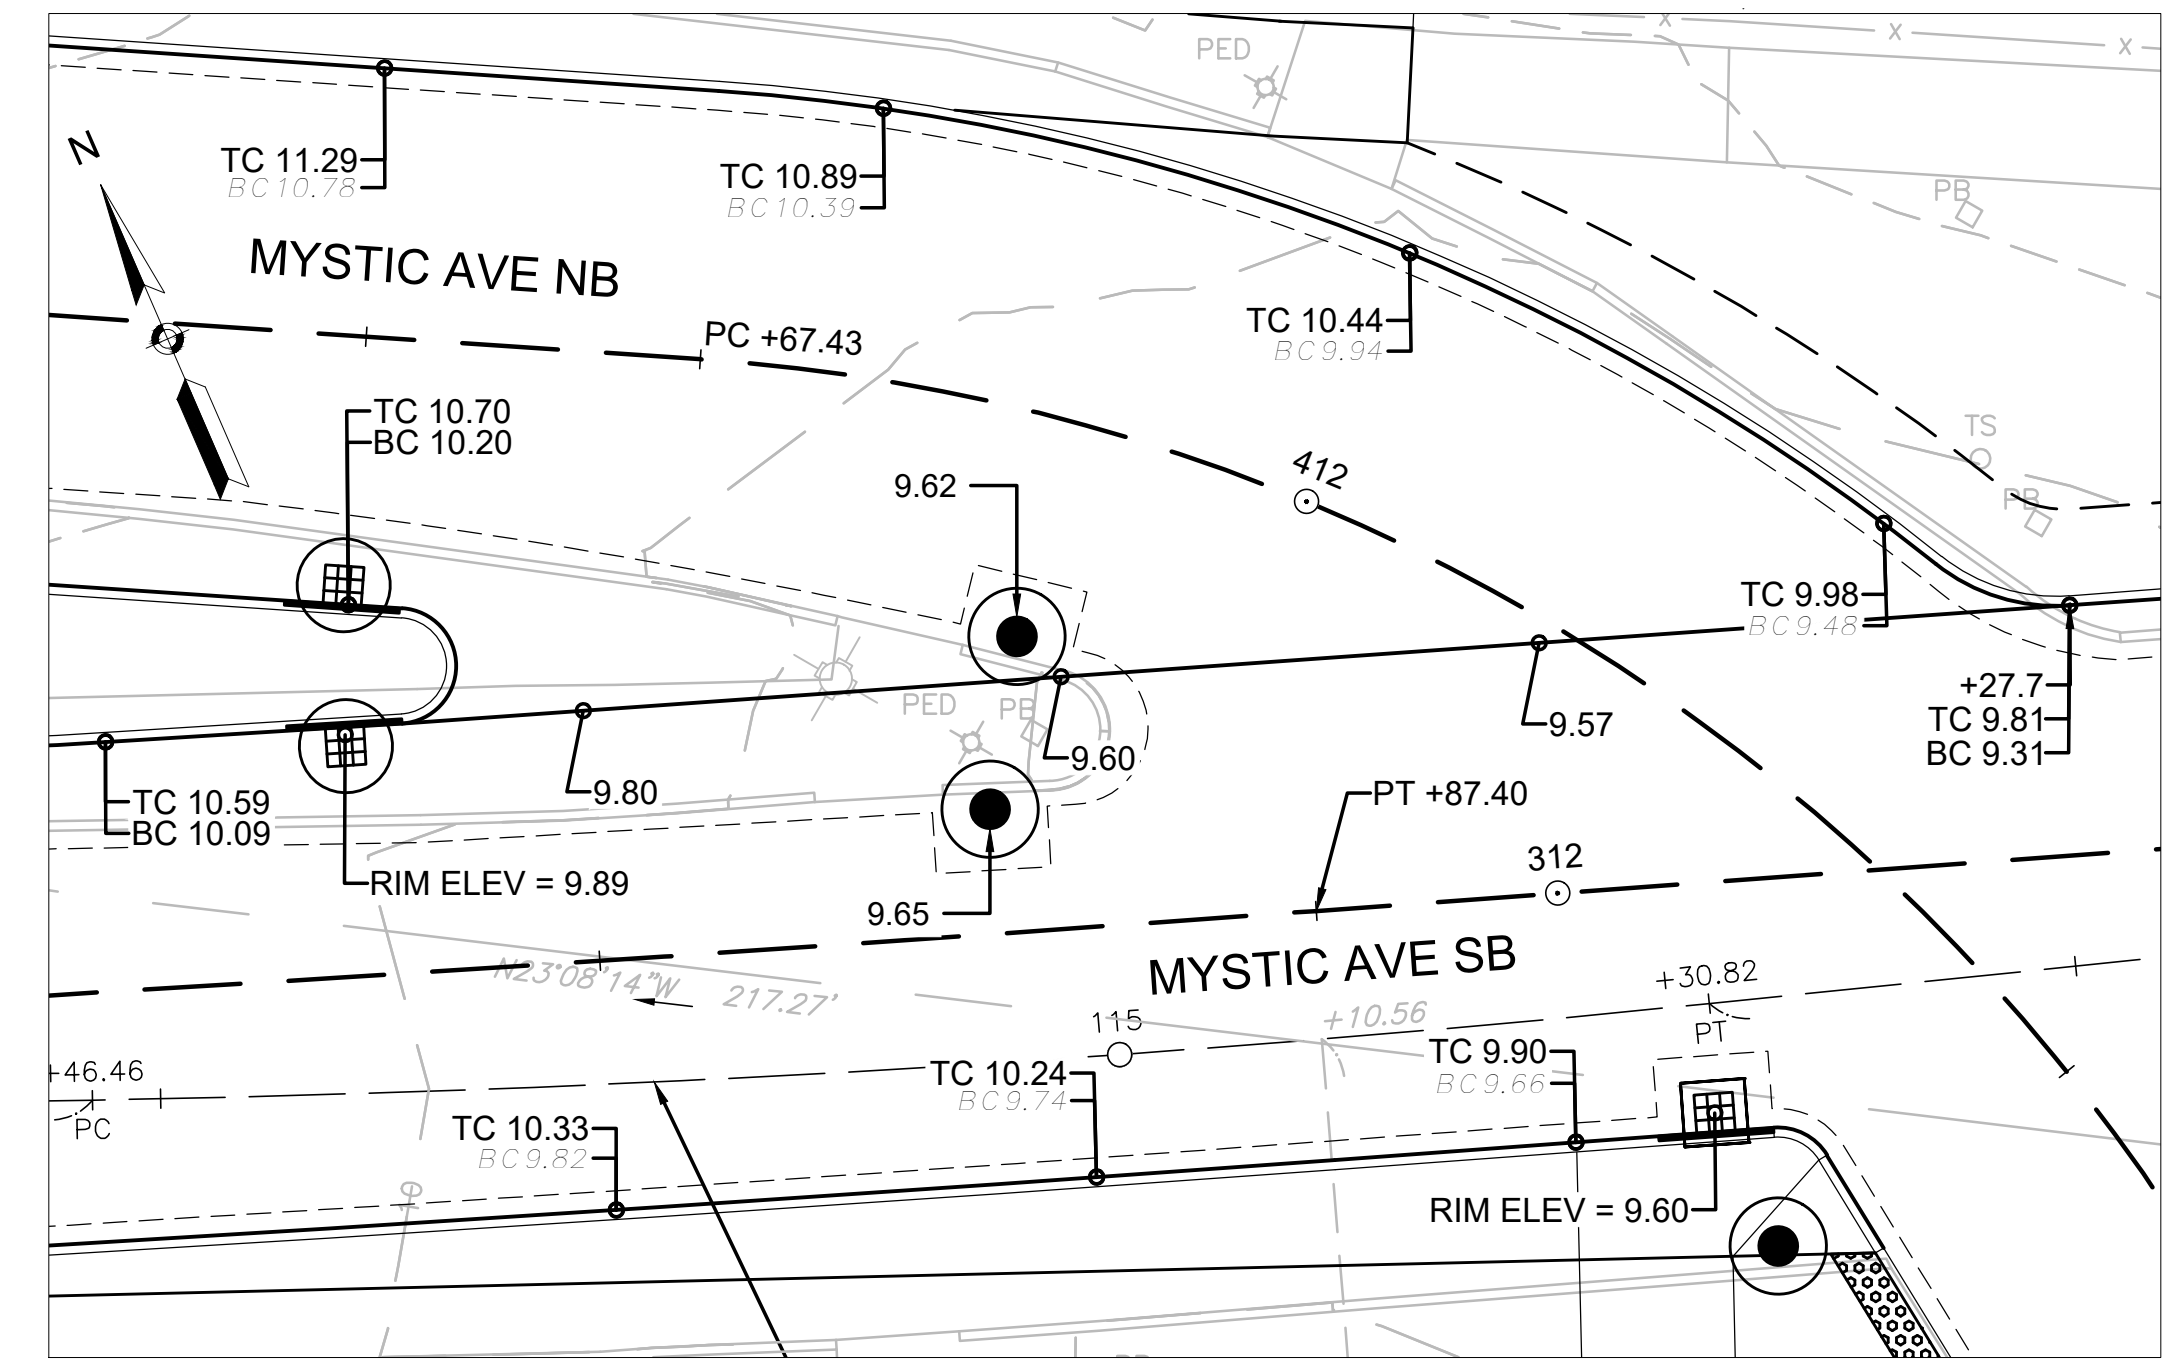 X
X
X
PED
N
TC 11.29
BC 10.78
TC 10.89
BC 10.39
PB
MYSTIC AVE NB
PC +67.43
TC 10.44
BC 9.94
TC 10.70
BC 10.20
TS
412
9.62
PB
TC 9.98
BC 9.48
+27.7
TC 9.81
BC 9.31
PED
PB
9.57
9.60
9.80
TC 10.59
BC 10.09
PT +87.40
RIM ELEV = 9.89
312
9.65
MYSTIC AVE SB
N23°08'14"W 217.27'
+30.82
PT
115
+10.56
+46.46
PC
TC 10.24
BC 9.74
TC 9.90
BC 9.66
TC 10.33
BC 9.82
RIM ELEV = 9.60